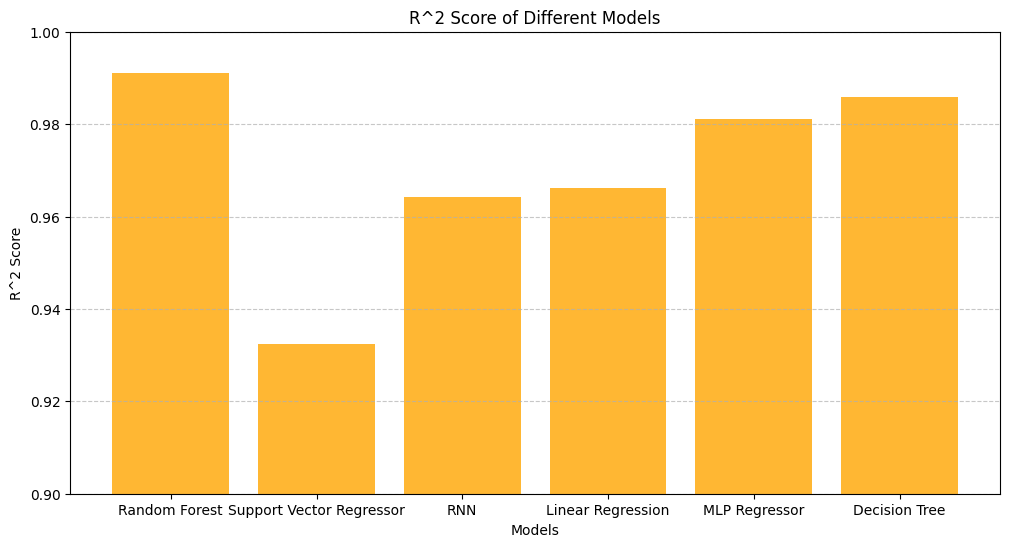 R^2 Score of Different Models
R^2 Score
1.00
0.98
0.96
0.94
0.92
0.90
Random Forest Support Vector Regressor RNN Linear Regression MLP Regressor Decision Tree
Models